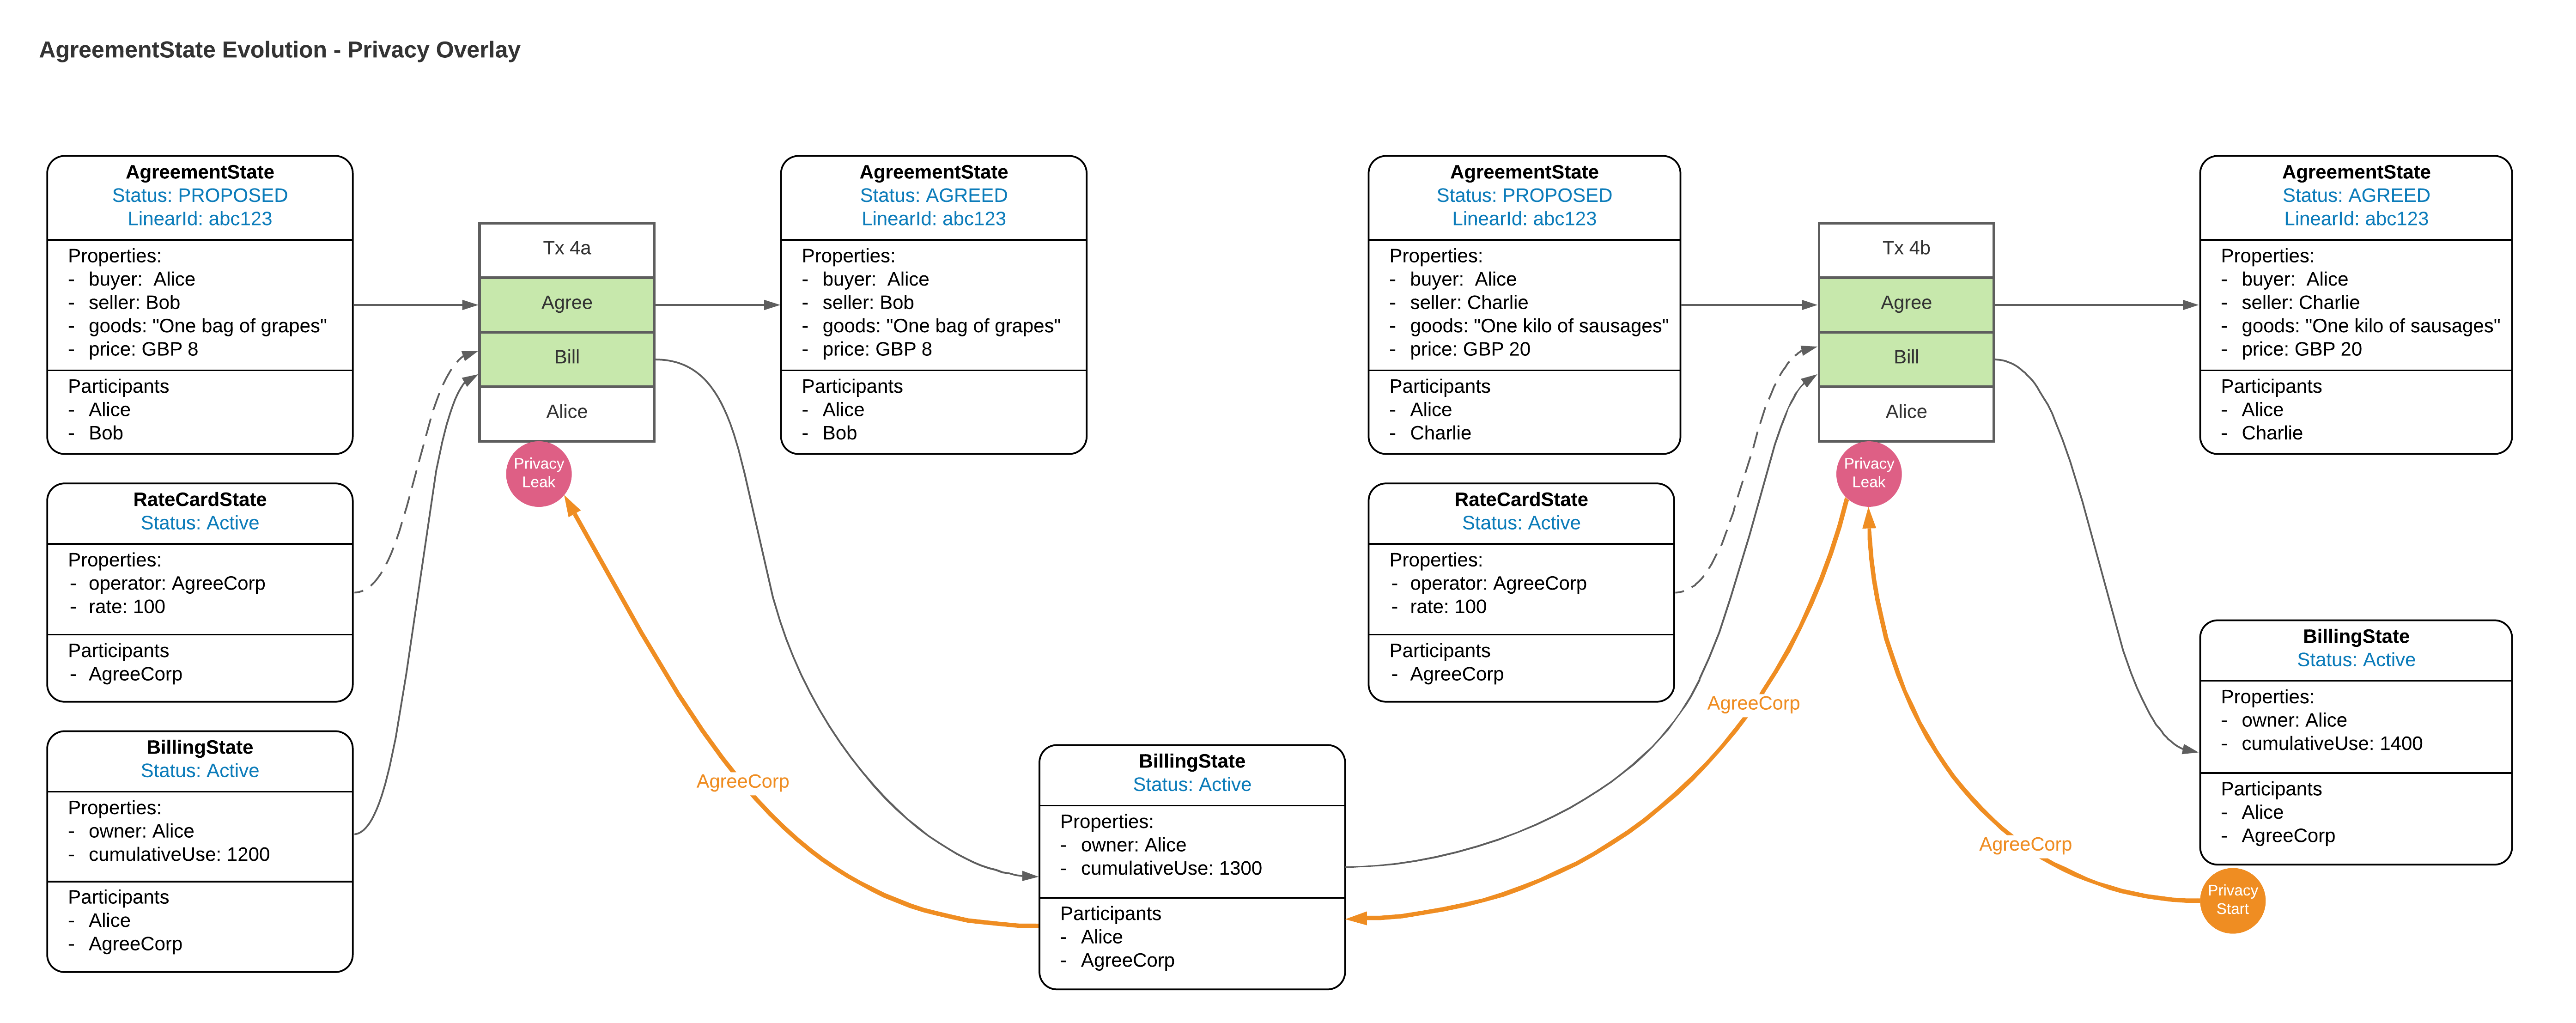 AgreementState Evolution - Privacy Overlay
AgreementState
Status: PROPOSED
LinearId: abc123
Properties:
- buyer: Alice
- seller: Bob
- goods: "One bag of grapes"
- price: GBP 8
Participants
- Alice
- Bob
RateCardState
Status: Active
Properties:
- operator: AgreeCorp
- rate: 100
Participants
- AgreeCorp
BillingState
Status: Active
Properties:
- owner: Alice
- cumulativeUse: 1200
Participants
- Alice
- AgreeCorp
Tx 4a
Agree
Bill
Alice
Privacy
Leak
AgreeCorp
AgreementState
Status: AGREED
LinearId: abc123
Properties:
- buyer: Alice
- seller: Bob
- goods: "One bag of grapes"
- price: GBP 8
Participants
- Alice
- Bob
BillingState
Status: Active
Properties:
- owner: Alice
- cumulativeUse: 1300
Participants
- Alice
- AgreeCorp
AgreementState
Status: PROPOSED
LinearId: abc123
Properties:
- buyer: Alice
- seller: Charlie
- goods: "One kilo of sausages"
- price: GBP 20
Participants
- Alice
- Charlie
RateCardState
Status: Active
Properties:
- operator: AgreeCorp
- rate: 100
Participants
- AgreeCorp
AgreeCorp
Tx 4b
Agree
Bill
Alice
Privacy
Leak
AgreeCorp
AgreementState
Status: AGREED
LinearId: abc123
Properties:
- buyer: Alice
- seller: Charlie
- goods: "One kilo of sausages"
- price: GBP 20
Participants
- Alice
- Charlie
BillingState
Status: Active
Properties:
- owner: Alice
- cumulativeUse: 1400
Participants
- Alice
- AgreeCorp
Privacy
Start